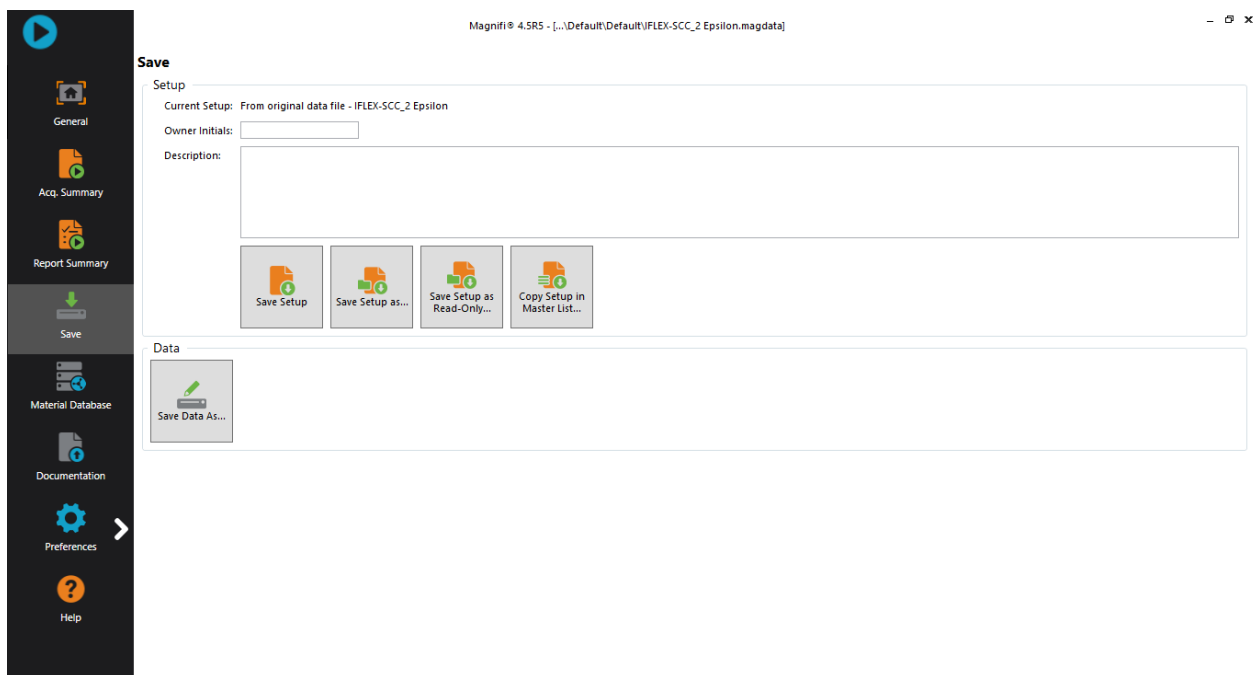 Magnifi® 4.5R5 - [...\Default\Default\IFLEX-SCC_2 Epsilon.magdata]
Save
Setup
Current Setup: From original data file - IFLEX-SCC_2 Epsilon
Owner Initials:
Description:
Save Setup
Save Setup as...
Save Setup as
Read-Only...
Copy Setup in
Master List...
Data
Save Data As...
General
Acq. Summary
Report Summary
Save
Material Database
Documentation
Preferences
Help